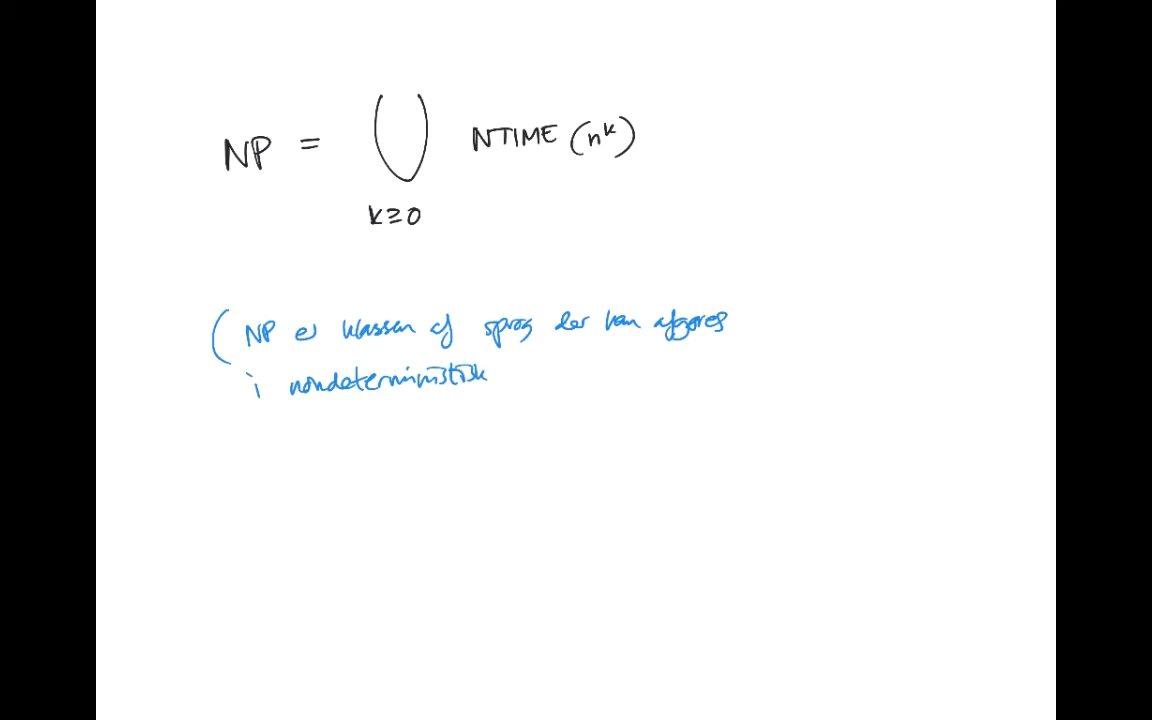 NP = ⋃ NTIME (n^k)
k≥0
(NP er klassen af sprog der kan afgøres
i nondeterministisk